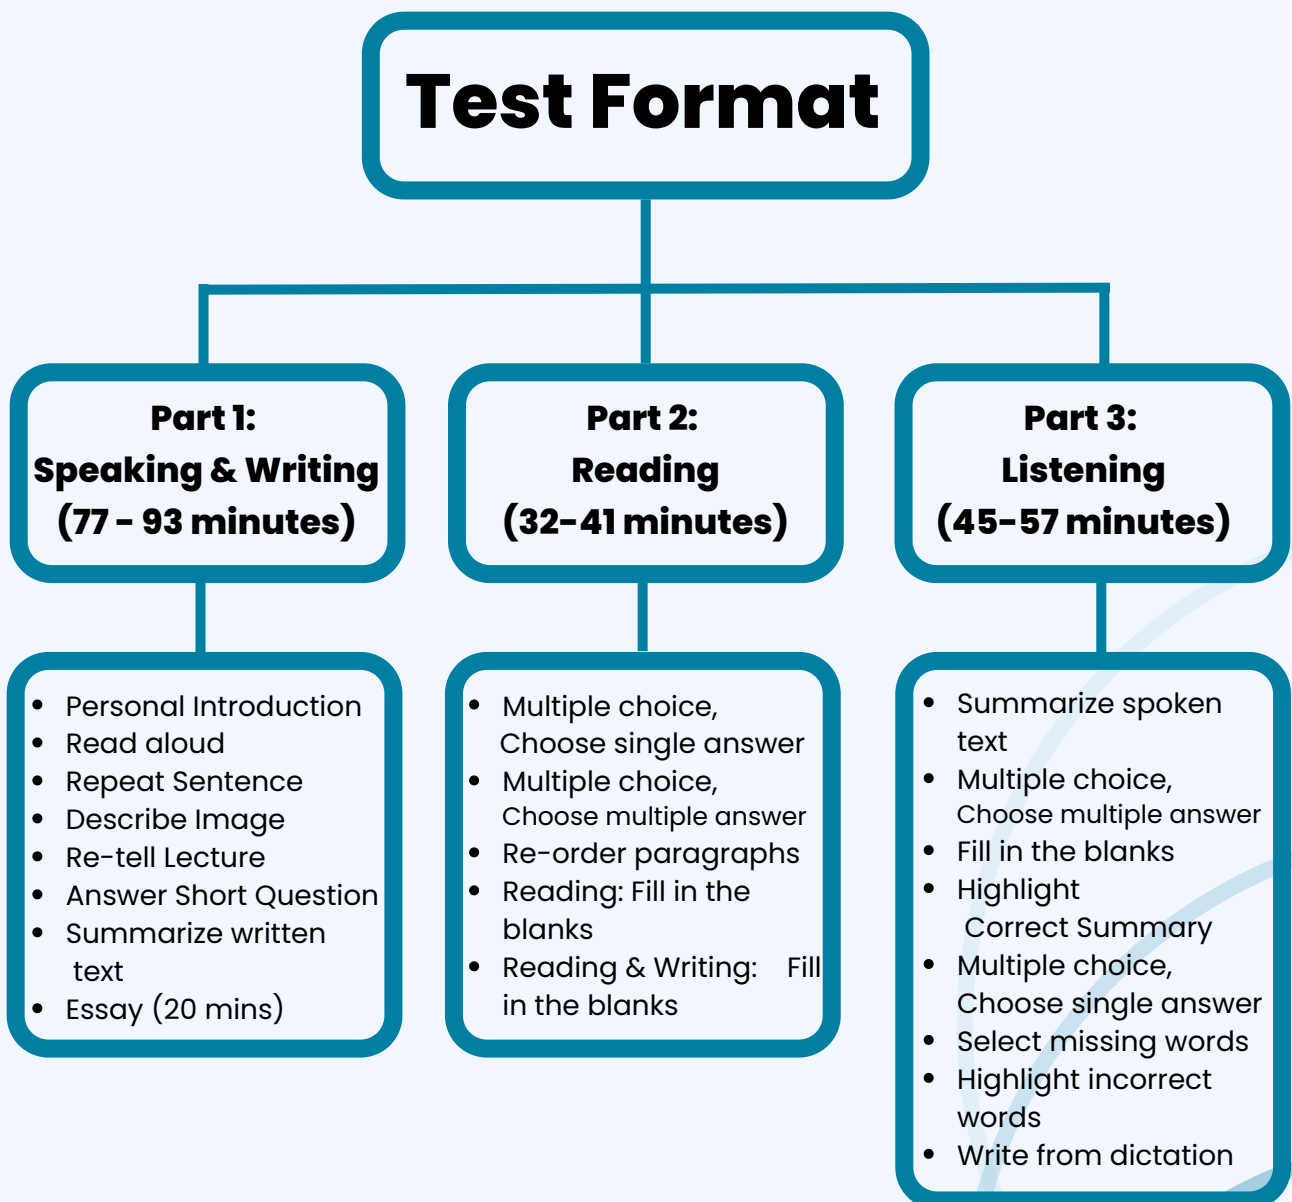 Test Format
Part 1:
Speaking & Writing
(77 - 93 minutes)
Part 2:
Reading
(32-41 minutes)
Part 3:
Listening
(45-57 minutes)
• Personal Introduction
• Read aloud
• Repeat Sentence
• Describe Image
• Re-tell Lecture
• Answer Short Question
• Summarize written
text
• Essay (20 mins)
• Multiple choice,
Choose single answer
• Multiple choice,
Choose multiple answer
• Re-order paragraphs
• Reading: Fill in the
blanks
• Reading & Writing: Fill
in the blanks
• Summarize spoken
text
• Multiple choice,
Choose multiple answer
• Fill in the blanks
• Highlight
Correct Summary
• Multiple choice,
Choose single answer
• Select missing words
• Highlight incorrect
words
• Write from dictation